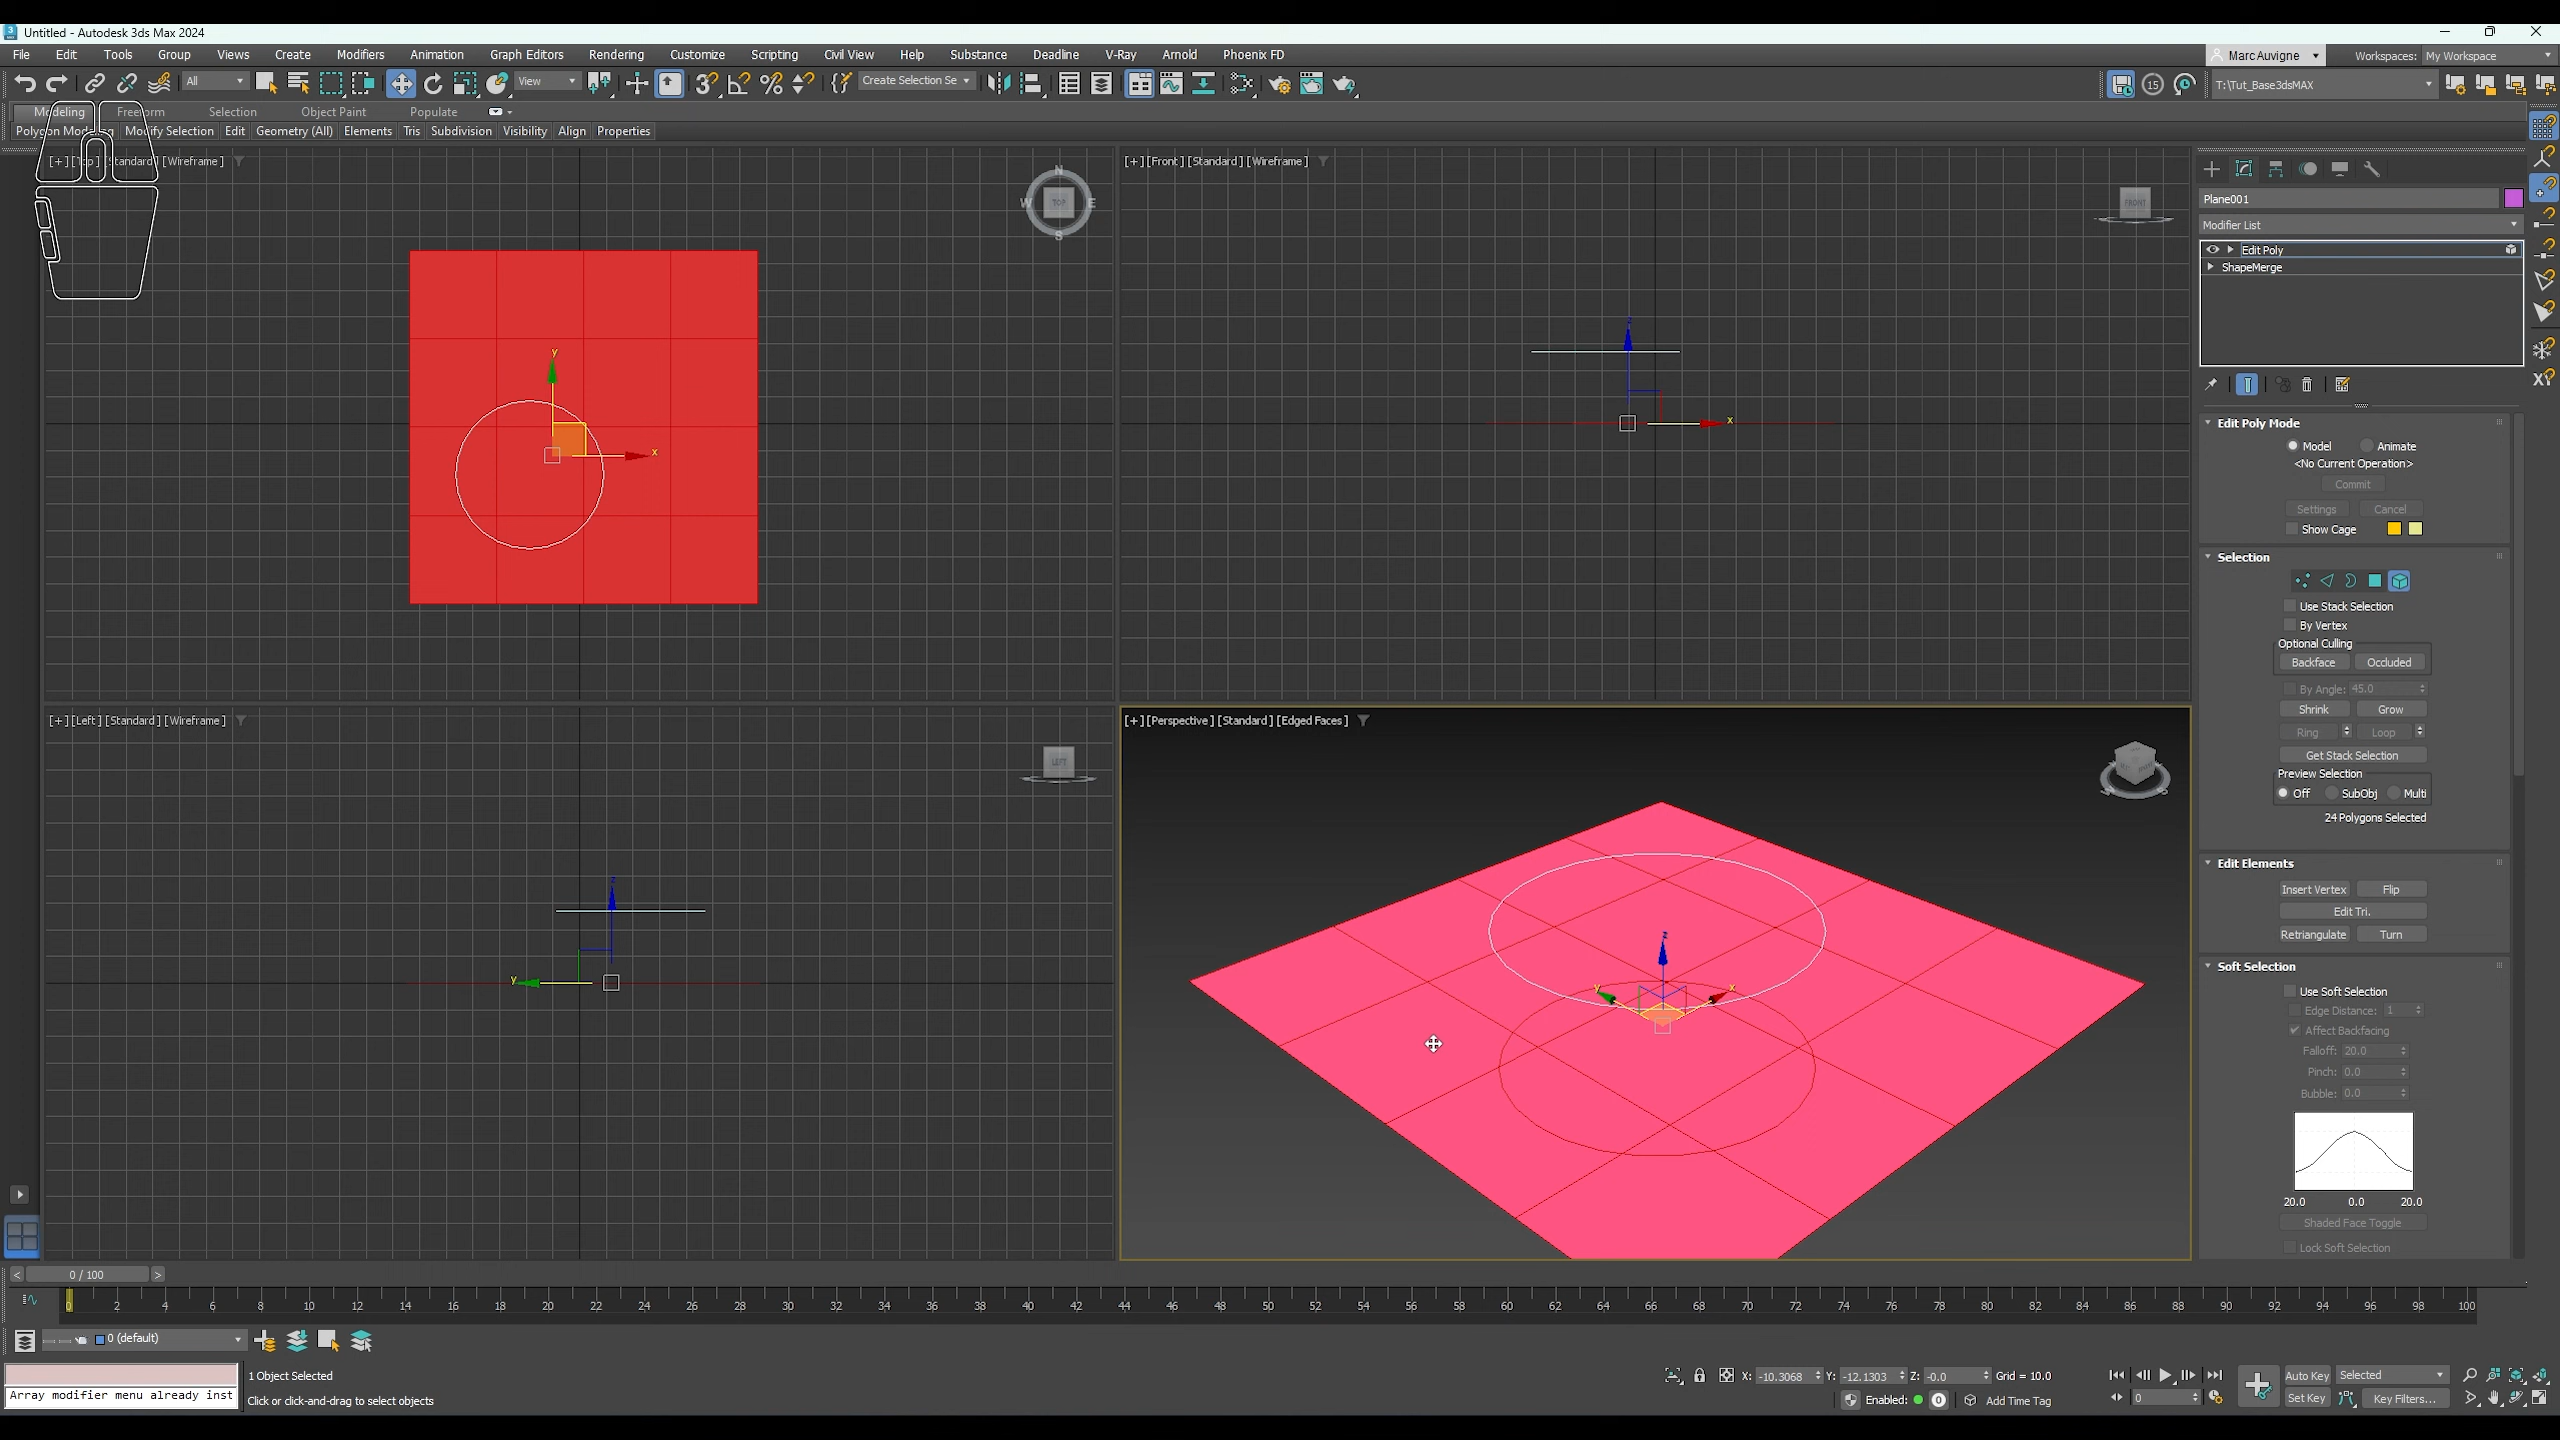 Untitled - Autodesk 3ds Max 2024
File Edit Tools Group Views Create Modifiers Animation Graph Editors Rendering Customize Scripting Civil View Help Substance Deadline V-Ray Arnold Phoenix FD
Marc Auvigne
Workspaces: My Workspace
All
View
Create Selection Se
15
T:\Tut_Base3dsMAX
Modeling Freeform Selection Object Paint Populate
Modify Selection Edit Geometry (All) Elements Tris Subdivision Visibility Align Properties
[+] [Wireframe]
[+] [Front] [Standard] [Wireframe]
N
W TOP E
S
FRONT
y
x
z
x
[+] [Left] [Standard] [Wireframe]
[+] [Perspective] [Standard] [Edged Faces]
LEFT
z
y
z
y
x
Plane001
Modifier List
Edit Poly
ShapeMerge
XY
Edit Poly Mode
Model Animate
<No Current Operation>
Commit
Settings Cancel
Show Cage
Selection
Use Stack Selection
By Vertex
Optional Culling
Backface Occluded
By Angle: 45.0
Shrink Grow
Ring Loop
Get Stack Selection
Preview Selection
Off SubObj Multi
24 Polygons Selected
Edit Elements
Insert Vertex Flip
Edit Tri.
Retriangulate Turn
Soft Selection
Use Soft Selection
Edge Distance: 1
Affect Backfacing
Falloff: 20.0
Pinch: 0.0
Bubble: 0.0
20.0 0.0 20.0
Shaded Face Toggle
Lock Soft Selection
< 0 / 100 >
0 2 4 6 8 10 12 14 16 18 20 22 24 26 28 30 32 34 36 38 40 42 44 46 48 50 52 54 56 58 60 62 64 66 68 70 72 74 76 78 80 82 84 86 88 90 92 94 96 98 100
0 (default)
Array modifier menu already inst
1 Object Selected
Click or click-and-drag to select objects
X: -10.3068 Y: -12.1303 Z: -0.0 Grid = 10.0
Enabled: 0 Add Time Tag
0
Auto Key Selected
Set Key Key Filters...